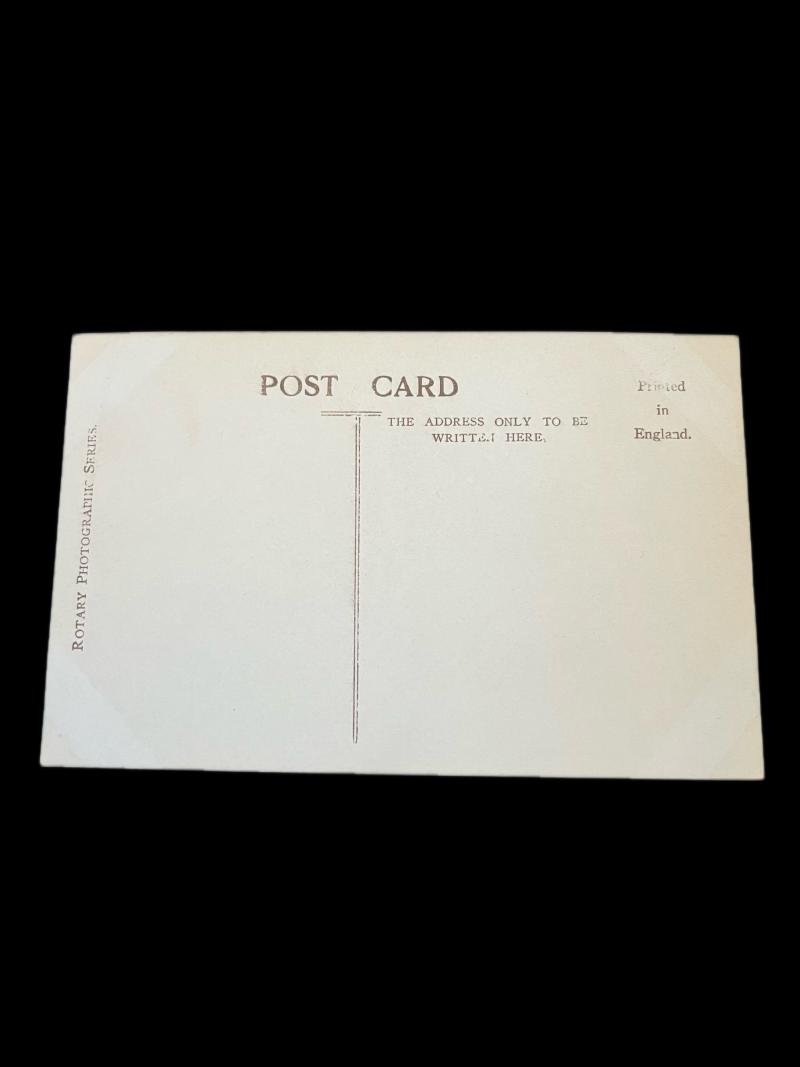 POST CARD
THE ADDRESS ONLY TO BE
WRITTEN HERE.
Printed
in
England.
ROTARY PHOTOGRAPHIC SERIES.